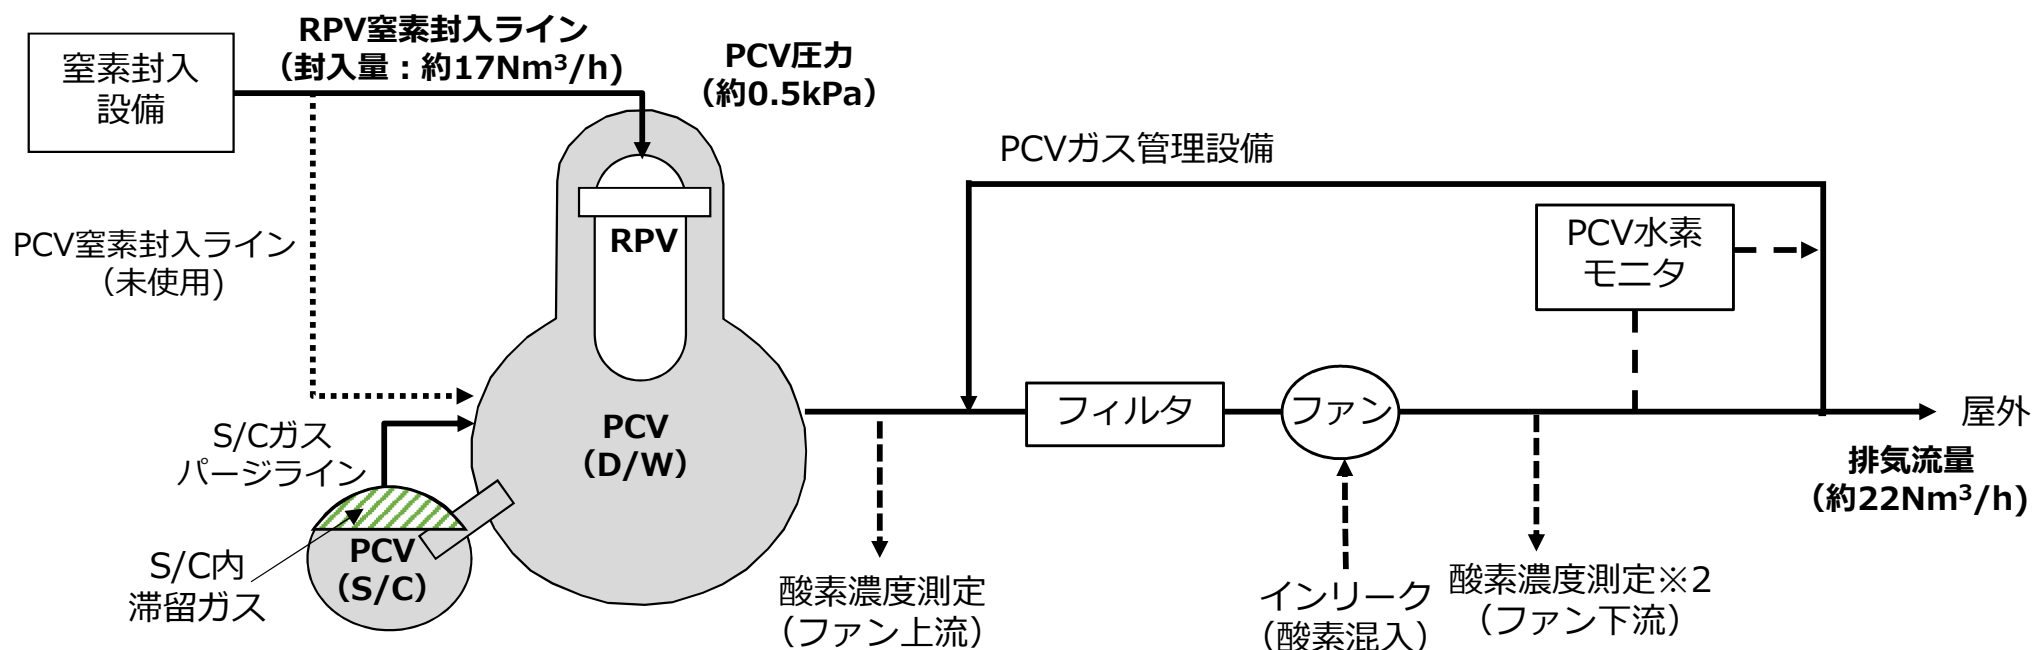 RPV窒素封入ライン
（封入量：約17Nm³/h)
窒素封入
設備
PCV圧力
（約0.5kPa）
PCVガス管理設備
PCV窒素封入ライン
（未使用)
RPV
PCV水素
モニタ
S/Cガス
パージライン
PCV
（D/W）
フィルタ
ファン
屋外
排気流量
（約22Nm³/h)
S/C内
滞留ガス
PCV
（S/C）
酸素濃度測定
（ファン上流）
インリーク
（酸素混入）
酸素濃度測定※2
（ファン下流）